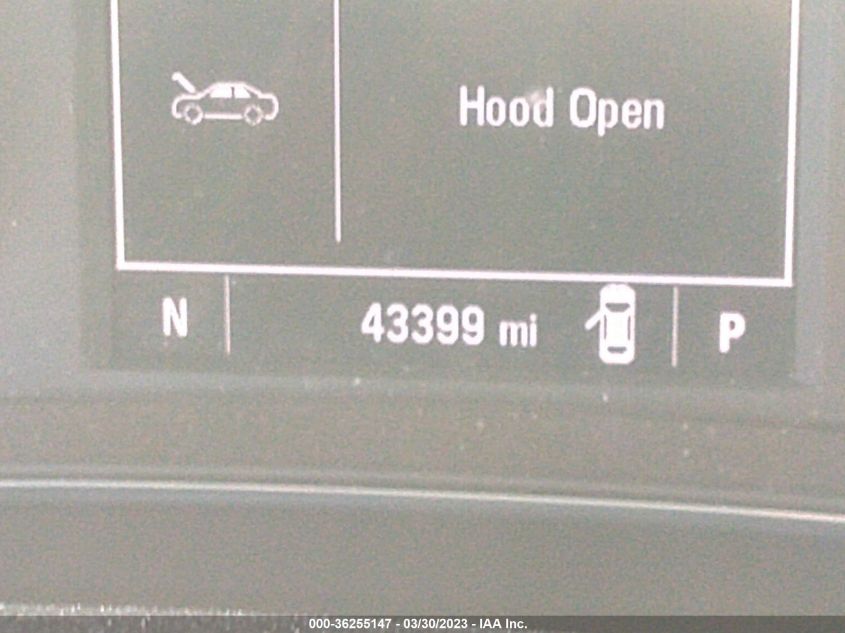 Hood Open
N 43399 mi P
000-36255147 - 03/30/2023 - IAA Inc.